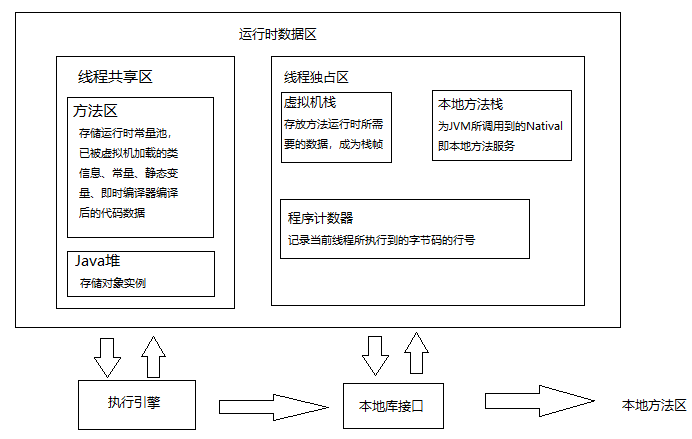 运行时数据区
线程共享区
方法区
存储运行时常量池，
已被虚拟机加载的类
信息、常量、静态变
量、即时编译器编译
后的代码数据
Java堆
存储对象实例
线程独占区
虚拟机栈
存放方法运行时所需
要的数据，成为栈帧
本地方法栈
为JVM所调用到的Natival
即本地方法服务
程序计数器
记录当前线程所执行到的字节码的行号
执行引擎
本地库接口
本地方法区